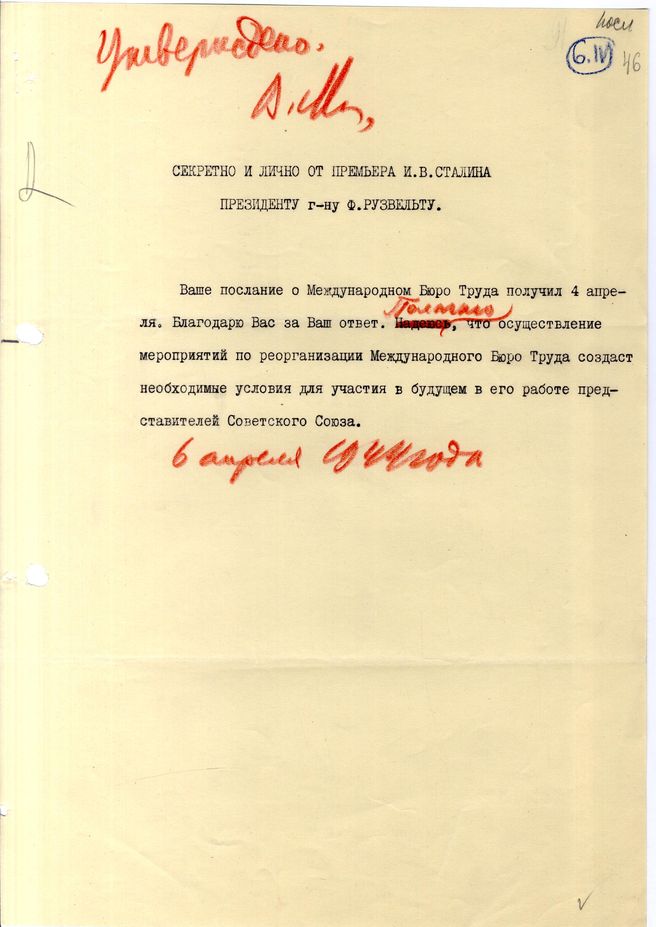 посл
6.IV
46
Утверждено.
В. М
СЕКРЕТНО И ЛИЧНО ОТ ПРЕМЬЕРА И.В.СТАЛИНА
ПРЕЗИДЕНТУ г-ну Ф.РУЗВЕЛЬТУ.
Ваше послание о Международном Бюро Труда получил 4 апре-
Полагаю
ля. Благодарю Вас за Ваш ответ. Надеюсь, что осуществление
мероприятий по реорганизации Международного Бюро Труда создаст
необходимые условия для участия в будущем в его работе пред-
ставителей Советского Союза.
6 апреля 1944 года